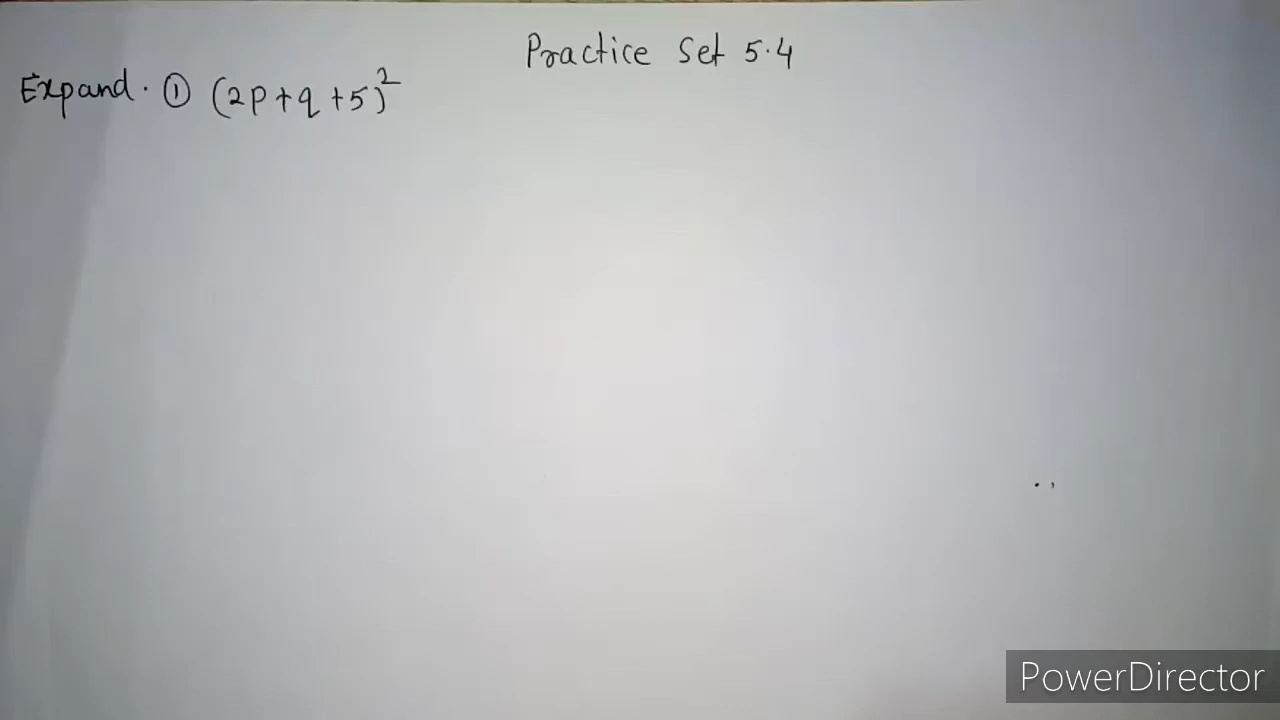 Practice Set 5.4
Expand. ① (2p+q+5)²
PowerDirector